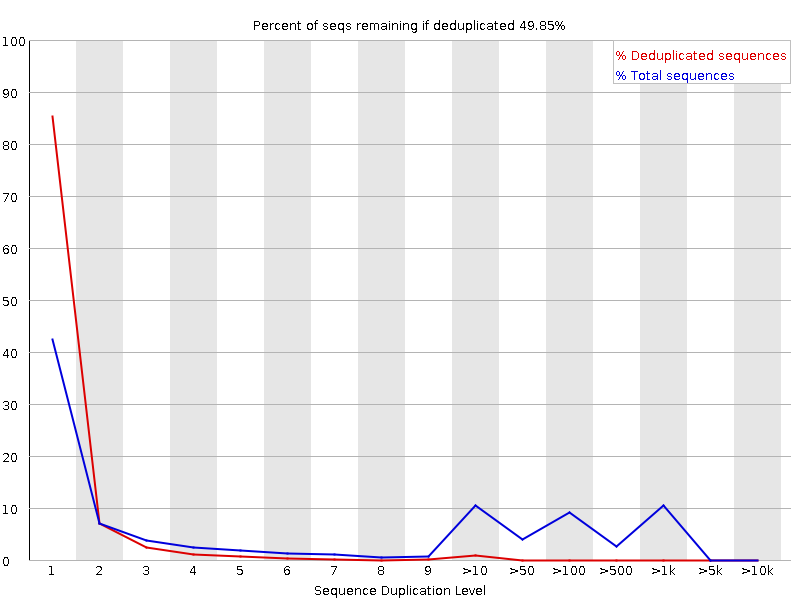 Percent of seqs remaining if deduplicated 49.85%
% Deduplicated sequences
% Total sequences
100
90
80
70
60
50
40
30
20
10
0
1 2 3 4 5 6 7 8 9 >10 >50 >100 >500 >1k >5k >10k
Sequence Duplication Level